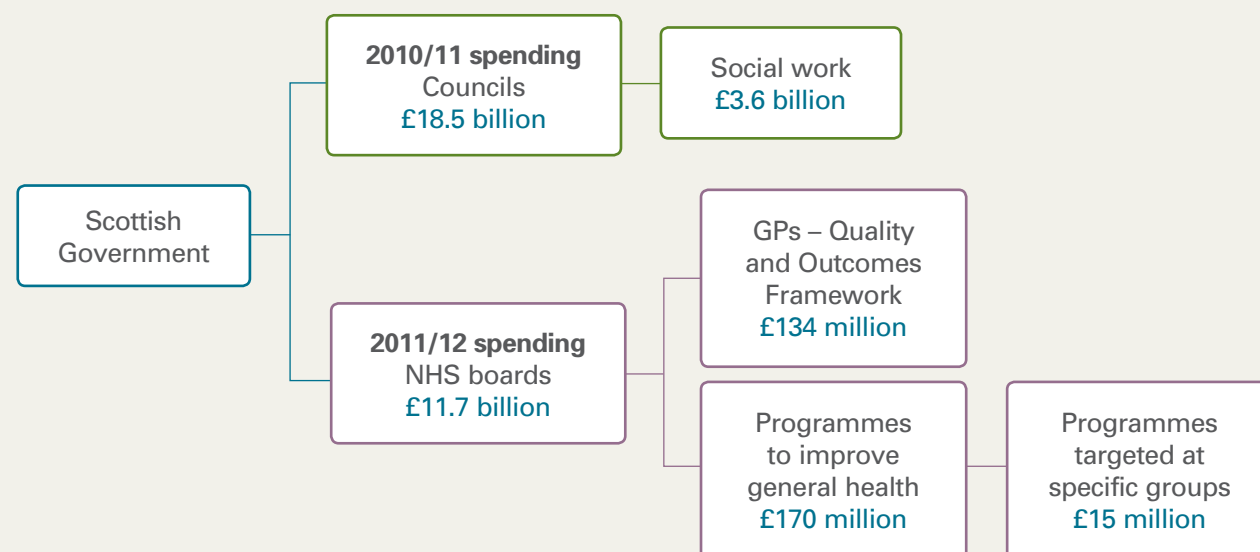 2010/11 spending
Councils
£18.5 billion
Social work
£3.6 billion
Scottish
Government
GPs – Quality
and Outcomes
Framework
£134 million
2011/12 spending
NHS boards
£11.7 billion
Programmes
to improve
general health
£170 million
Programmes
targeted at
specific groups
£15 million